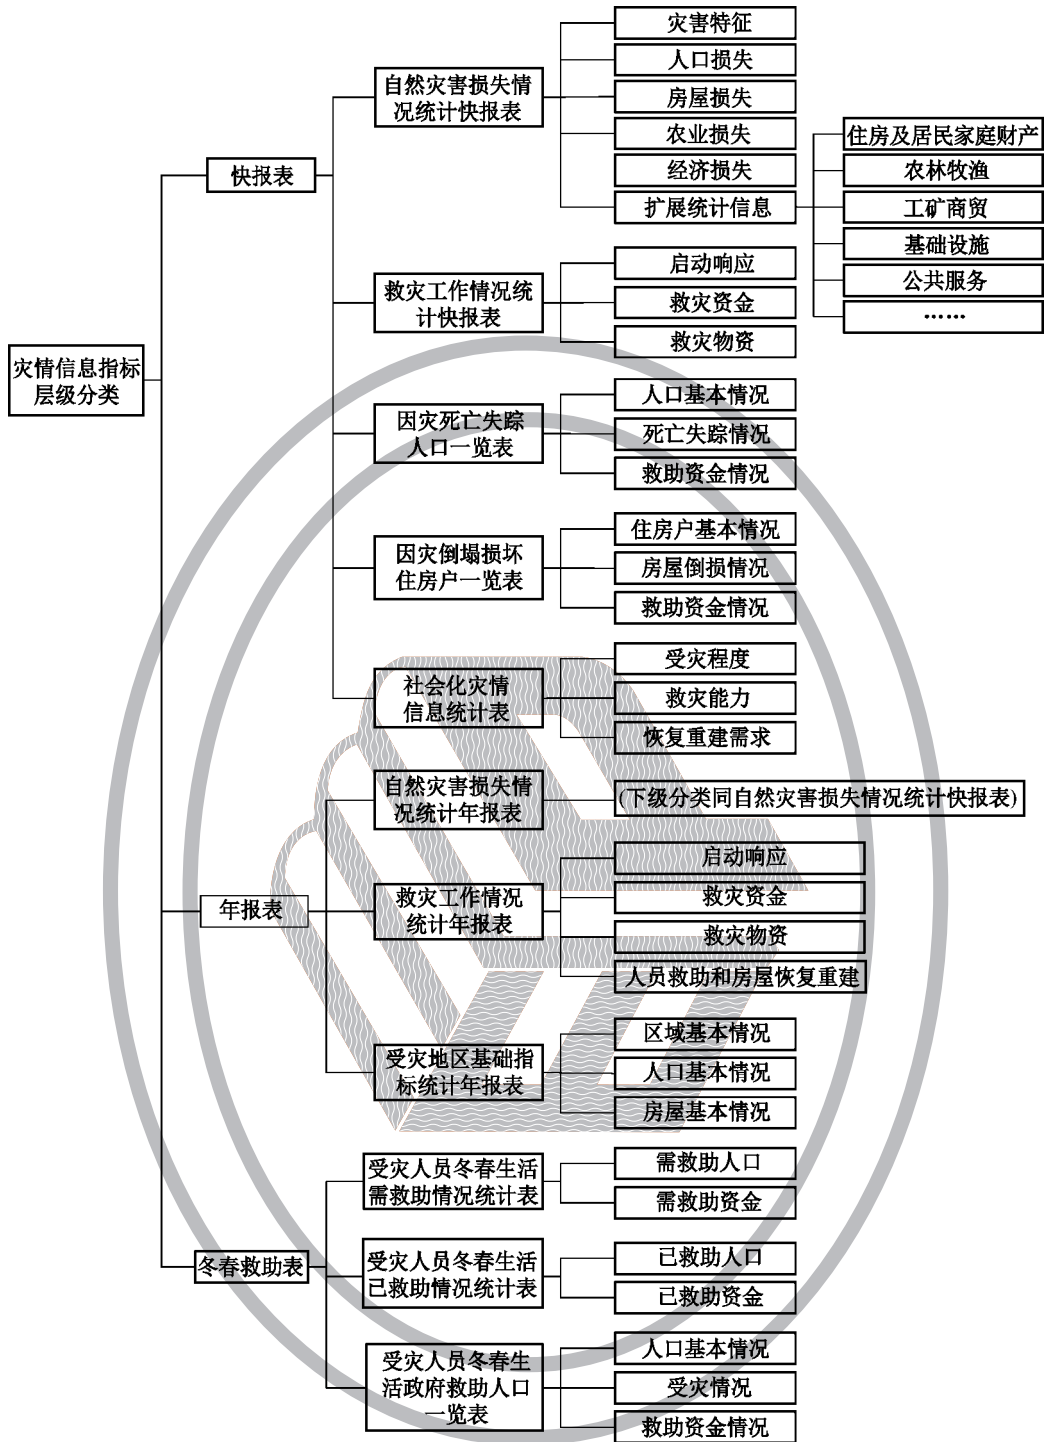 灾情信息指标
层级分类
快报表
自然灾害损失情
况统计快报表
灾害特征
人口损失
房屋损失
农业损失
经济损失
扩展统计信息
住房及居民家庭财产
农林牧渔
工矿商贸
基础设施
公共服务
……
救灾工作情况统
计快报表
启动响应
救灾资金
救灾物资
因灾死亡失踪
人口一览表
人口基本情况
死亡失踪情况
救助资金情况
因灾倒塌损坏
住房户一览表
住房户基本情况
房屋倒损情况
救助资金情况
社会化灾情
信息统计表
受灾程度
救灾能力
恢复重建需求
年报表
自然灾害损失情
况统计年报表
(下级分类同自然灾害损失情况统计快报表)
救灾工作情况
统计年报表
启动响应
救灾资金
救灾物资
人员救助和房屋恢复重建
受灾地区基础指
标统计年报表
区域基本情况
人口基本情况
房屋基本情况
冬春救助表
受灾人员冬春生活
需救助情况统计表
需救助人口
需救助资金
受灾人员冬春生活
已救助情况统计表
已救助人口
已救助资金
受灾人员冬春生
活政府救助人口
一览表
人口基本情况
受灾情况
救助资金情况